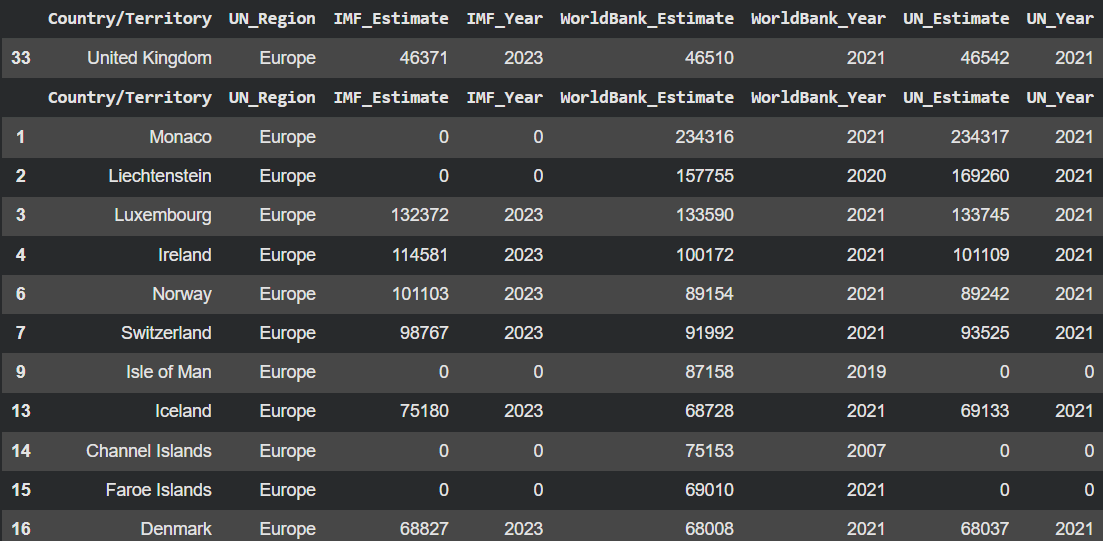 Country/Territory UN_Region IMF_Estimate IMF_Year WorldBank_Estimate WorldBank_Year UN_Estimate UN_Year
33 United Kingdom Europe 46371 2023 46510 2021 46542 2021
Country/Territory UN_Region IMF_Estimate IMF_Year WorldBank_Estimate WorldBank_Year UN_Estimate UN_Year
1 Monaco Europe 0 0 234316 2021 234317 2021
2 Liechtenstein Europe 0 0 157755 2020 169260 2021
3 Luxembourg Europe 132372 2023 133590 2021 133745 2021
4 Ireland Europe 114581 2023 100172 2021 101109 2021
6 Norway Europe 101103 2023 89154 2021 89242 2021
7 Switzerland Europe 98767 2023 91992 2021 93525 2021
9 Isle of Man Europe 0 0 87158 2019 0 0
13 Iceland Europe 75180 2023 68728 2021 69133 2021
14 Channel Islands Europe 0 0 75153 2007 0 0
15 Faroe Islands Europe 0 0 69010 2021 0 0
16 Denmark Europe 68827 2023 68008 2021 68037 2021